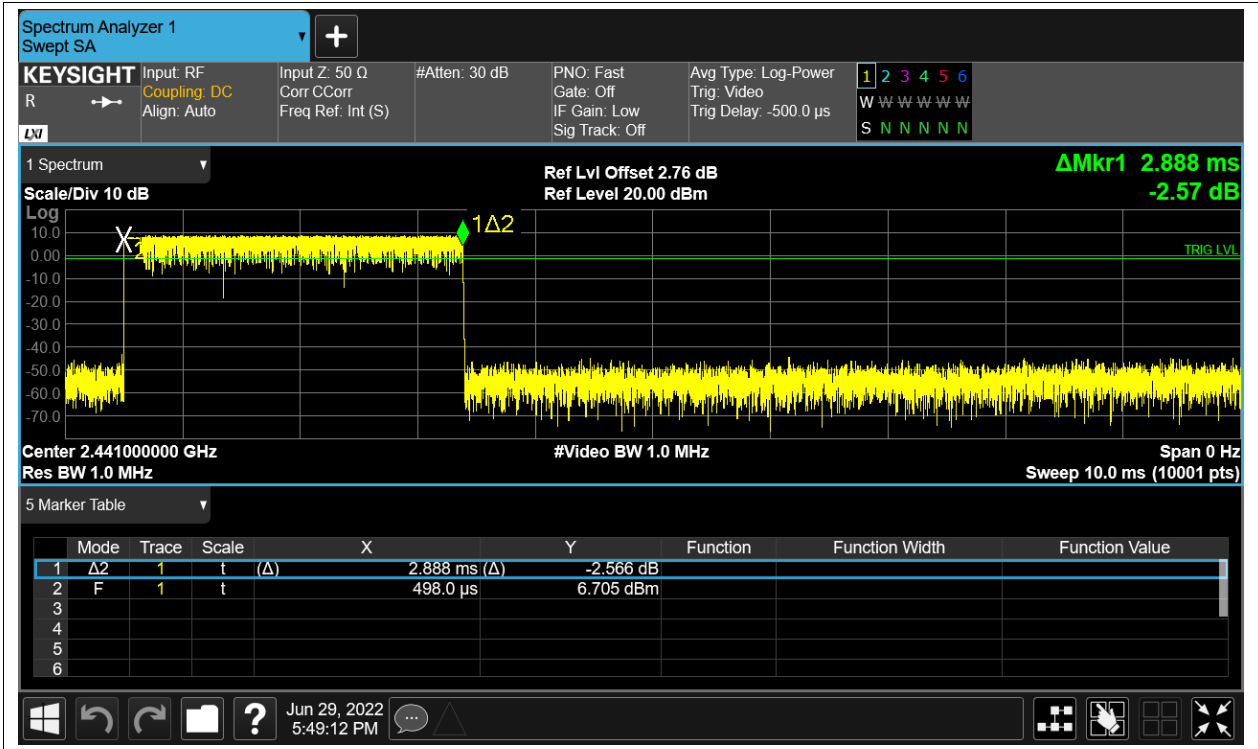 Spectrum Analyzer 1
Swept SA
KEYSIGHT
R
LXI
Input: RF
Coupling: DC
Align: Auto
Input Z: 50 Ω
Corr CCorr
Freq Ref: Int (S)
#Atten: 30 dB
PNO: Fast
Gate: Off
IF Gain: Low
Sig Track: Off
Avg Type: Log-Power
Trig: Video
Trig Delay: -500.0 µs
1 2 3 4 5 6
W W W W W W
S N N N N N
1 Spectrum
Scale/Div 10 dB
Ref Lvl Offset 2.76 dB
Ref Level 20.00 dBm
ΔMkr1 2.888 ms
-2.57 dB
Log
10.0
0.00
-10.0
-20.0
-30.0
-40.0
-50.0
-60.0
-70.0
X
2
1Δ2
TRIG LVL
Center 2.441000000 GHz
#Video BW 1.0 MHz
Span 0 Hz
Res BW 1.0 MHz
Sweep 10.0 ms (10001 pts)
5 Marker Table
Mode Trace Scale X Y Function Function Width Function Value
1 Δ2 1 t (Δ) 2.888 ms (Δ) -2.566 dB
2 F 1 t 498.0 µs 6.705 dBm
3
4
5
6
?
Jun 29, 2022
5:49:12 PM